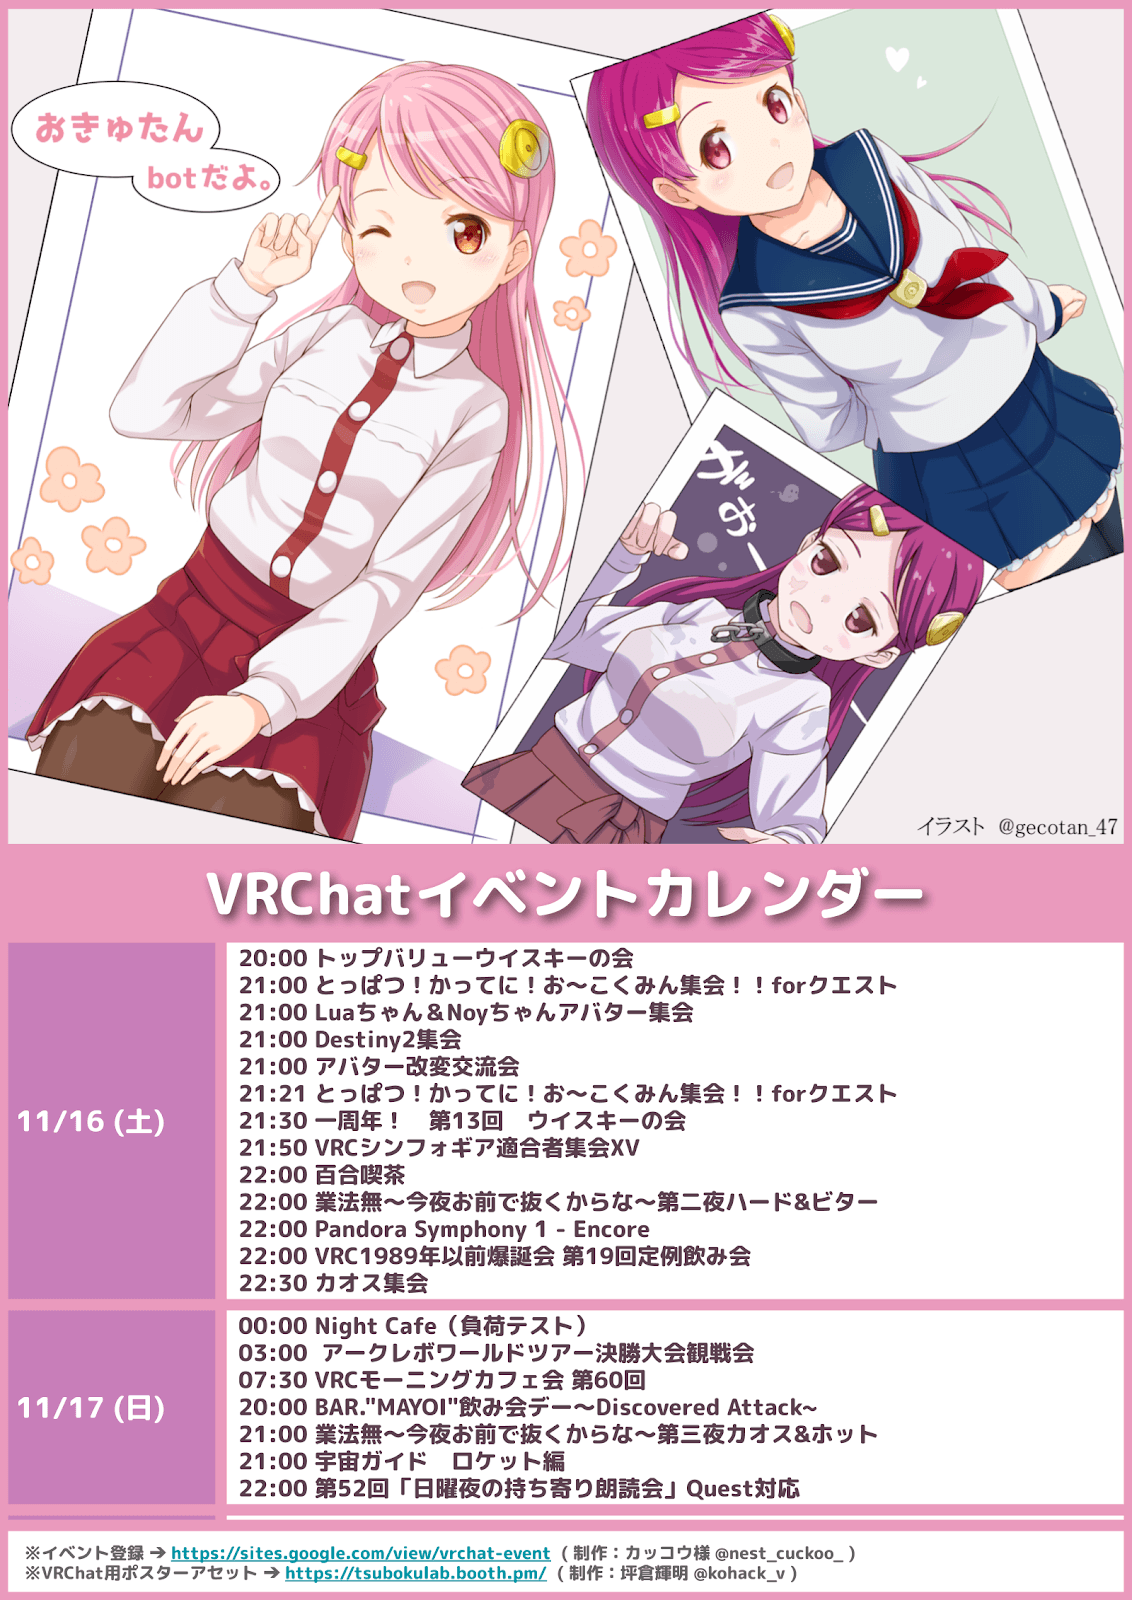 おきゅたん
botだよ。
がおー
イラスト @gecotan_47
VRChatイベントカレンダー
11/16 (土)
20:00 トップバリューウイスキーの会
21:00 とっぱつ！かってに！お～こくみん集会！！forクエスト
21:00 Luaちゃん＆Noyちゃんアバター集会
21:00 Destiny2集会
21:00 アバター改変交流会
21:21 とっぱつ！かってに！お～こくみん集会！！forクエスト
21:30 一周年！　第13回　ウイスキーの会
21:50 VRCシンフォギア適合者集会XV
22:00 百合喫茶
22:00 業法無～今夜お前で抜くからな～第二夜ハード&ビター
22:00 Pandora Symphony 1 - Encore
22:00 VRC1989年以前爆誕会 第19回定例飲み会
22:30 カオス集会
11/17 (日)
00:00 Night Cafe（負荷テスト）
03:00 アークレボワールドツアー決勝大会観戦会
07:30 VRCモーニングカフェ会 第60回
20:00 BAR."MAYOI"飲み会デー～Discovered Attack~
21:00 業法無～今夜お前で抜くからな～第三夜カオス&ホット
21:00 宇宙ガイド　ロケット編
22:00 第52回「日曜夜の持ち寄り朗読会」Quest対応
※イベント登録 → https://sites.google.com/view/vrchat-event （制作：カッコウ様 @nest_cuckoo_ ）
※VRChat用ポスターアセット → https://tsubokulab.booth.pm/ （制作：坪倉輝明 @kohack_v ）